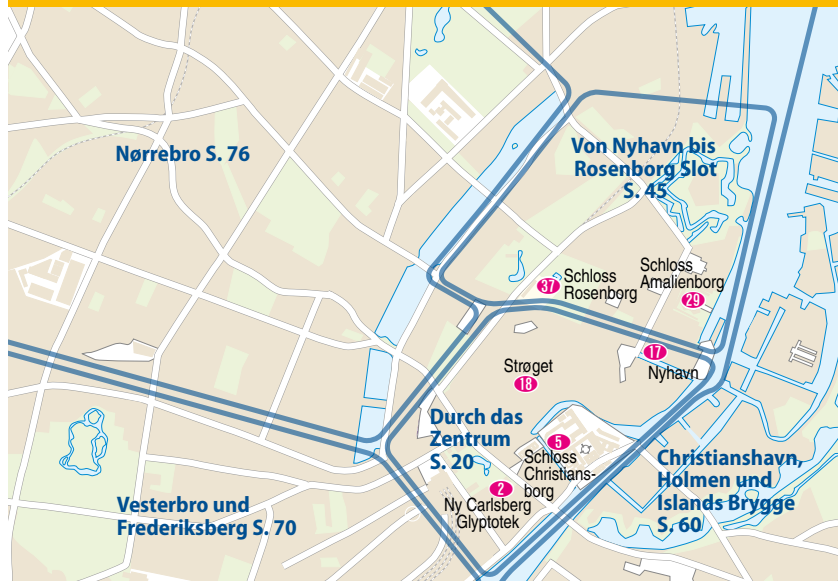 Nørrebro S. 76
Von Nyhavn bis
Rosenborg Slot
S. 45
37
Schloss
Rosenborg
Schloss
Amalienborg
29
17
Nyhavn
Strøget
18
Durch das
Zentrum
S. 20
5
Schloss
Christians-
borg
2
Ny Carlsberg
Glyptotek
Christianshavn,
Holmen und
Islands Brygge
S. 60
Vesterbro und
Frederiksberg S. 70